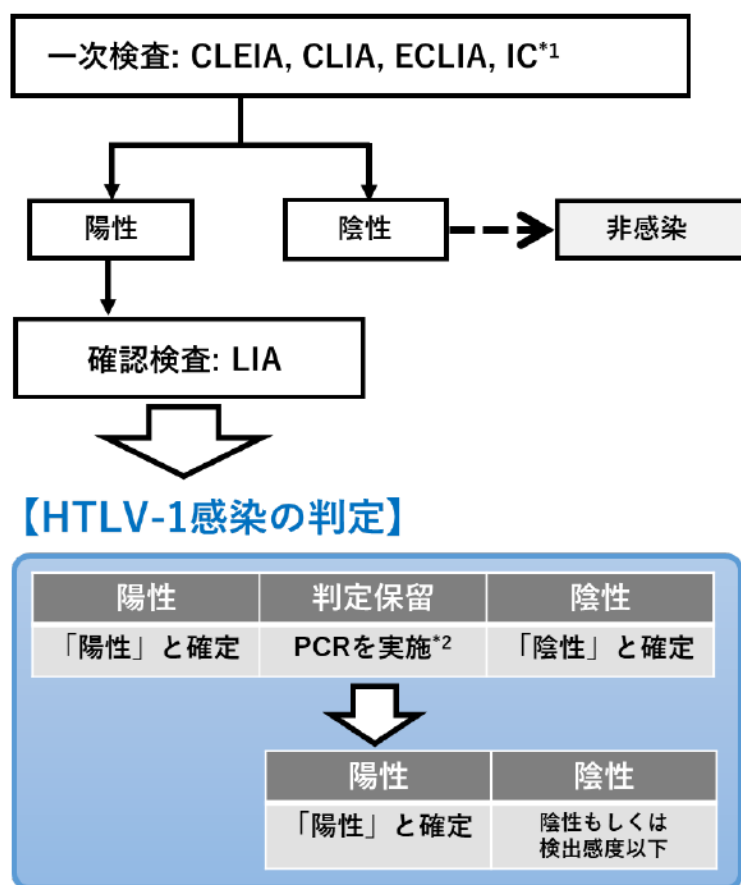 一次検査: CLEIA, CLIA, ECLIA, IC*1
陽性
陰性
非感染
確認検査: LIA
【HTLV-1感染の判定】
陽性 判定保留 陰性
「陽性」と確定 PCRを実施*2 「陰性」と確定
陽性 陰性
「陽性」と確定 陰性もしくは
検出感度以下